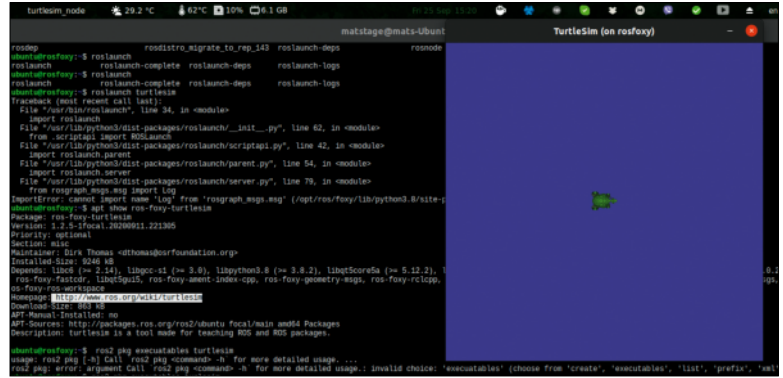 turtlesim_node 29.2 °C 62°C 10% 6.1 GB Fri 25 Sep 15:20 en
matstage@mats-Ubunt
TurtleSim (on rosfoxy)
rosdep rosdistro_migrate_to_rep_143 roslaunch-deps rosnode
ubuntu@rosfoxy:~$ roslaunch
roslaunch roslaunch-complete roslaunch-deps roslaunch-logs
ubuntu@rosfoxy:~$ roslaunch
roslaunch roslaunch-complete roslaunch-deps roslaunch-logs
ubuntu@rosfoxy:~$ roslaunch turtlesim
Traceback (most recent call last):
File "/usr/bin/roslaunch", line 34, in <module>
import roslaunch
File "/usr/lib/python3/dist-packages/roslaunch/__init__.py", line 62, in <module>
from .scriptapi import ROSLaunch
File "/usr/lib/python3/dist-packages/roslaunch/scriptapi.py", line 42, in <module>
import roslaunch.parent
File "/usr/lib/python3/dist-packages/roslaunch/parent.py", line 54, in <module>
import roslaunch.server
File "/usr/lib/python3/dist-packages/roslaunch/server.py", line 79, in <module>
from rosgraph_msgs.msg import Log
ImportError: cannot import name 'Log' from 'rosgraph_msgs.msg' (/opt/ros/foxy/lib/python3.8/site-p
ubuntu@rosfoxy:~$ apt show ros-foxy-turtlesim
Package: ros-foxy-turtlesim
Version: 1.2.5-1focal.20200911.221305
Priority: optional
Section: misc
Maintainer: Dirk Thomas <dthomas@osrfoundation.org>
Installed-Size: 9246 kB
Depends: libc6 (>= 2.14), libgcc-s1 (>= 3.0), libpython3.8 (>= 3.8.2), libqt5core5a (>= 5.12.2),
ros-foxy-fastcdr, libqt5gui5, ros-foxy-ament-index-cpp, ros-foxy-geometry-msgs, ros-foxy-rclcpp,
os-foxy-ros-workspace
Homepage: http://www.ros.org/wiki/turtlesim
Download-Size: 863 kB
APT-Manual-Installed: no
APT-Sources: http://packages.ros.org/ros2/ubuntu focal/main amd64 Packages
Description: turtlesim is a tool made for teaching ROS and ROS packages.
ubuntu@rosfoxy:~$ ros2 pkg execuatables turtlesim
usage: ros2 pkg [-h] Call `ros2 pkg <command> -h` for more detailed usage. ...
ros2 pkg: error: argument Call `ros2 pkg <command> -h` for more detailed usage.: invalid choice: 'execuatables' (choose from 'create', 'executables', 'list', 'prefix', 'xml'